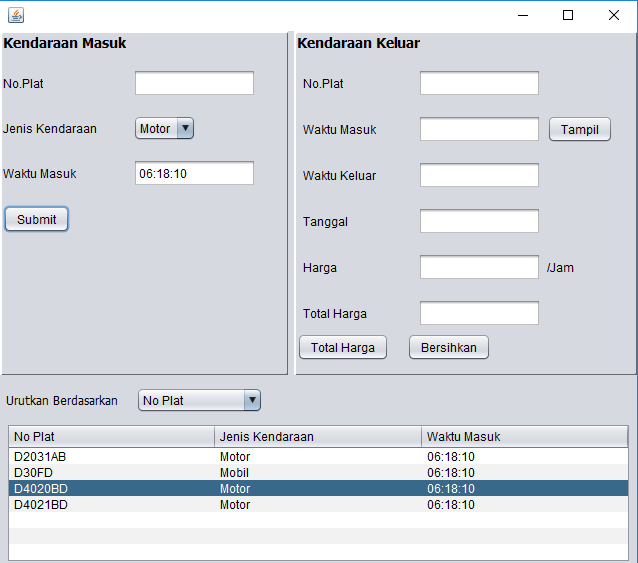 Kendaraan Masuk
No.Plat
Jenis Kendaraan Motor
Waktu Masuk 06:18:10
Submit
Kendaraan Keluar
No.Plat
Waktu Masuk Tampil
Waktu Keluar
Tanggal
Harga /Jam
Total Harga
Total Harga Bersihkan
Urutkan Berdasarkan No Plat
No Plat Jenis Kendaraan Waktu Masuk
D2031AB Motor 06:18:10
D30FD Mobil 06:18:10
D4020BD Motor 06:18:10
D4021BD Motor 06:18:10